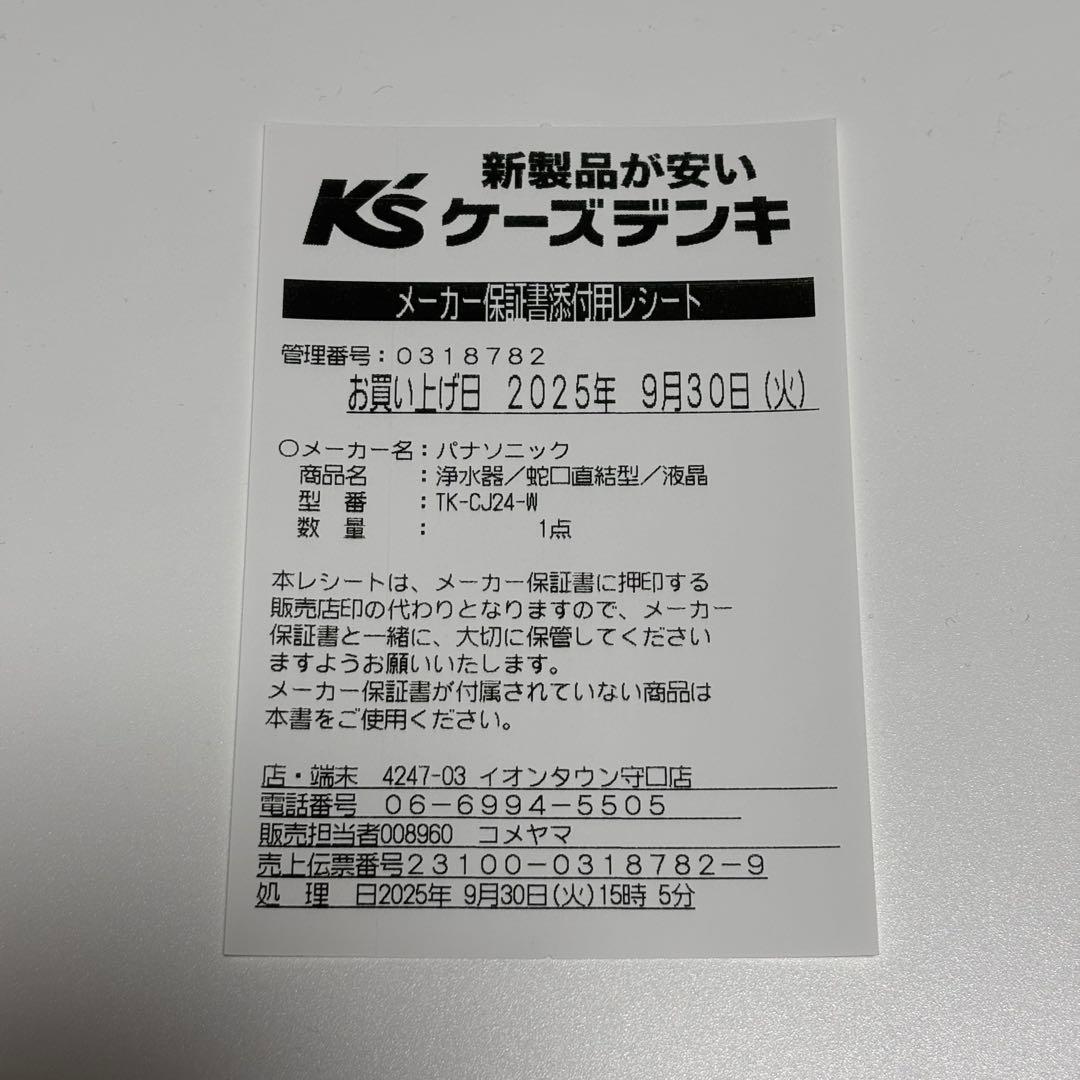 新製品が安い
K's ケーズデンキ
メーカー保証書添付用レシート
管理番号：０３１８７８２
お買い上げ日　２０２５年　９月３０日（火）
○メーカー名：パナソニック
商品名　：浄水器／蛇口直結型／液晶
型　番　：TK-CJ24-W
数　量　：　1点
本レシートは、メーカー保証書に押印する
販売店印の代わりとなりますので、メーカー
保証書と一緒に、大切に保管してください
ますようお願いいたします。
メーカー保証書が付属されていない商品は
本書をご使用ください。
店・端末　4247-03 イオンタウン守口店
電話番号　０６－６９９４－５５０５
販売担当者008960　コメヤマ
売上伝票番号２３１００－０３１８７８２－９
処　理　日2025年 9月30日(火)15時 5分